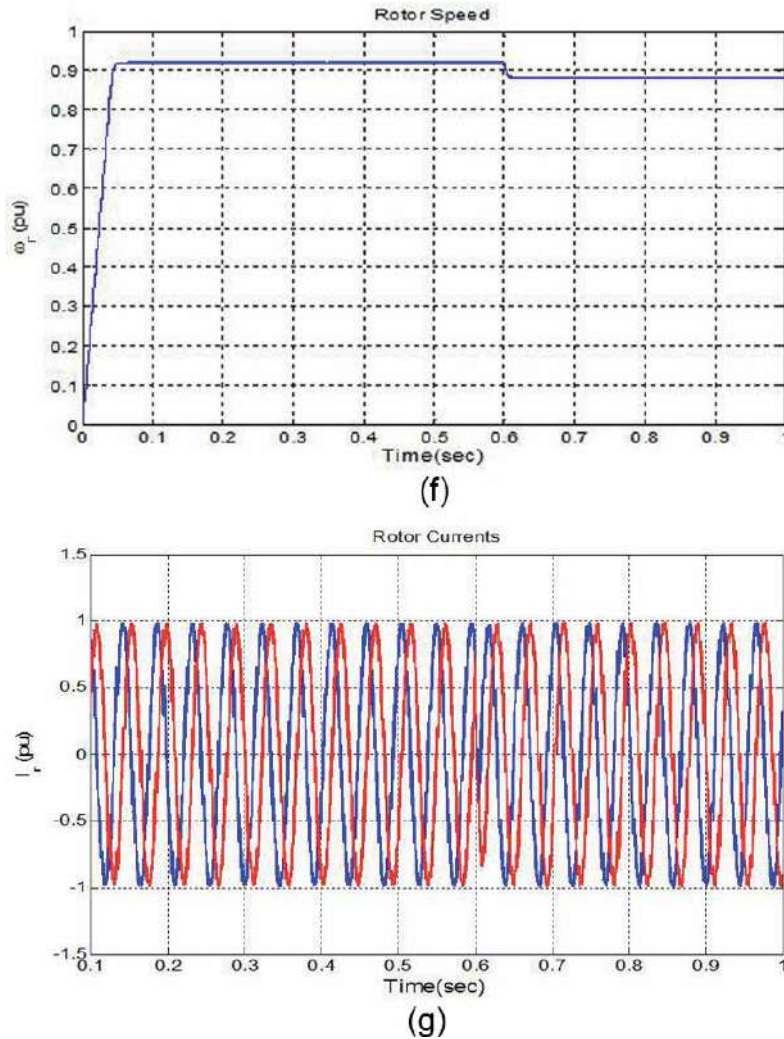 Rotor Speed
1
0.9
0.8
0.7
0.6
0.5
0.4
0.3
0.2
0.1
0
ω_r (pu)
0 0.1 0.2 0.3 0.4 0.5 0.6 0.7 0.8 0.9 1
Time(sec)
(f)
Rotor Currents
1.5
1
0.5
0
-0.5
-1
-1.5
I_r (pu)
0.1 0.2 0.3 0.4 0.5 0.6 0.7 0.8 0.9 1
Time(sec)
(g)